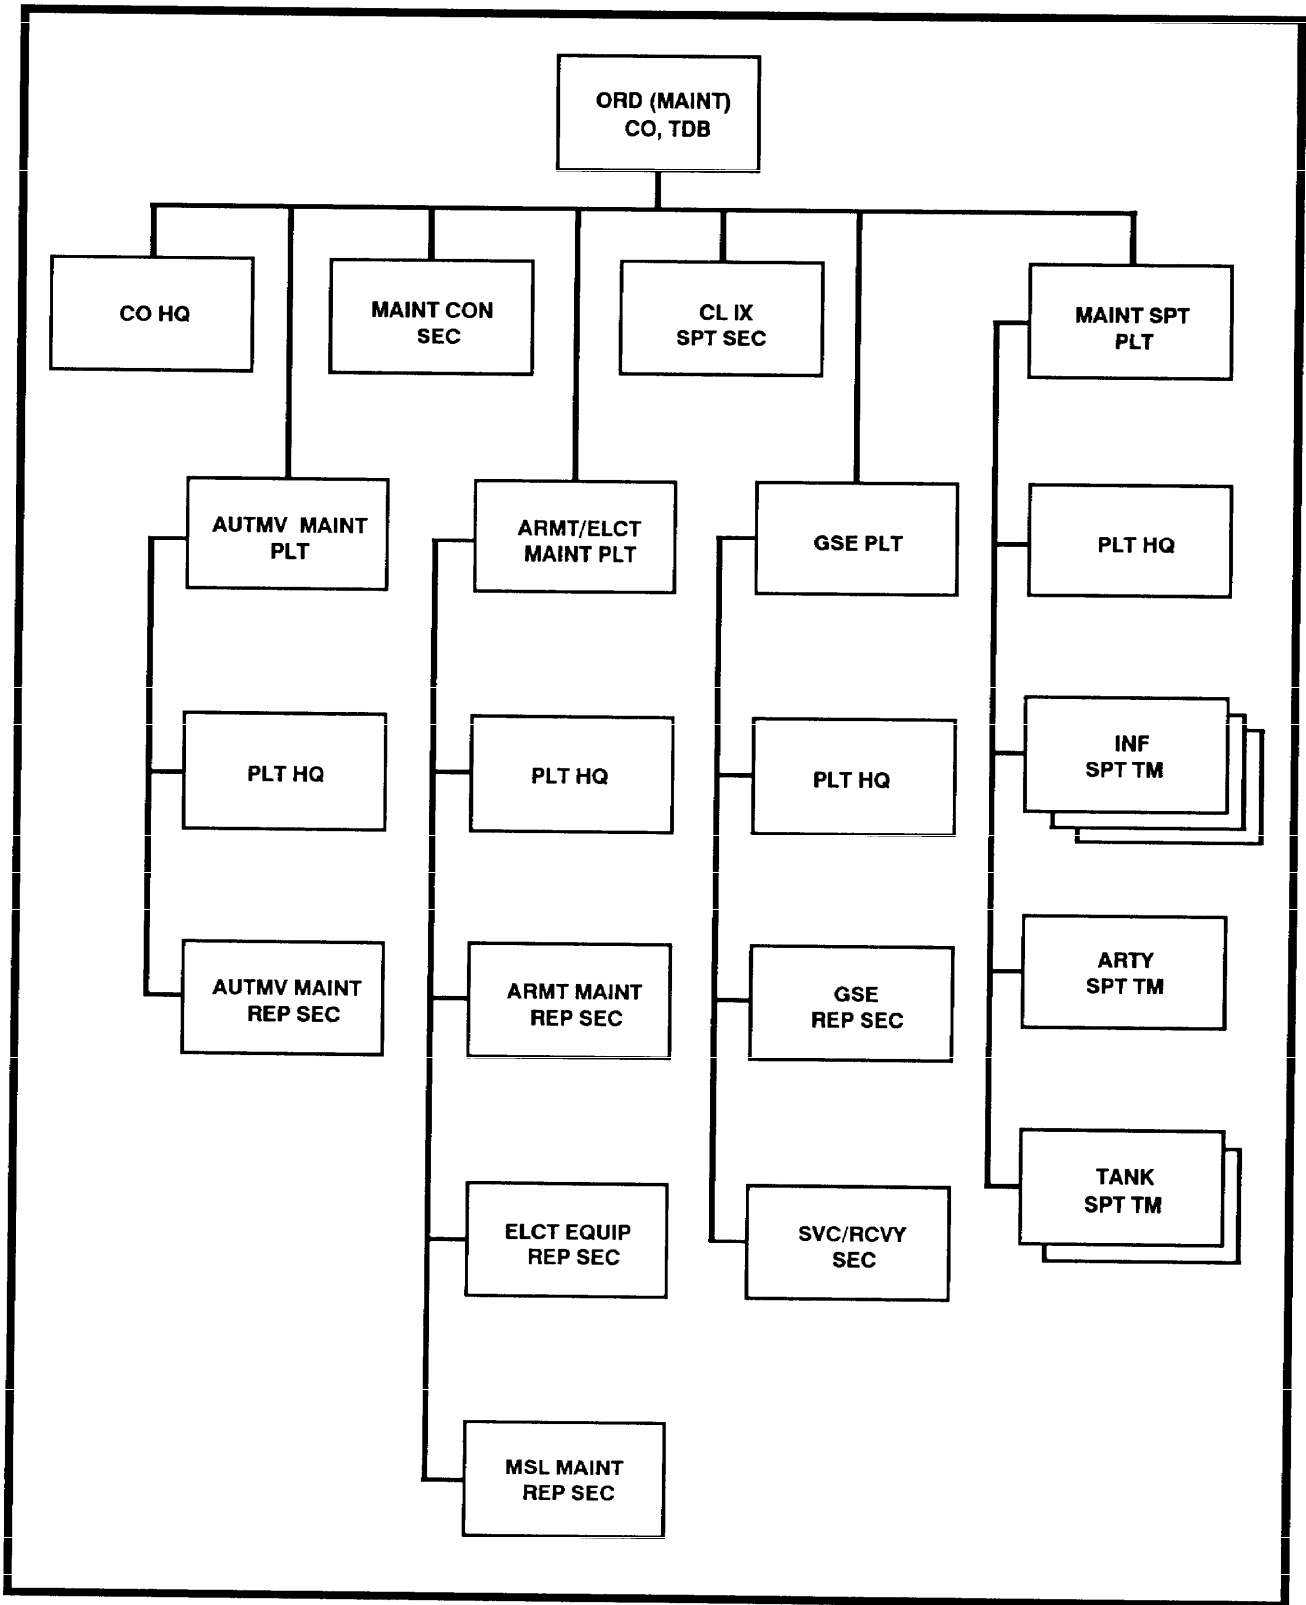 ORD (MAINT)
CO, TDB
CO HQ
MAINT CON
SEC
CL IX
SPT SEC
MAINT SPT
PLT
AUTMV MAINT
PLT
ARMT/ELCT
MAINT PLT
GSE PLT
PLT HQ
PLT HQ
PLT HQ
PLT HQ
INF
SPT TM
AUTMV MAINT
REP SEC
ARMT MAINT
REP SEC
GSE
REP SEC
ARTY
SPT TM
ELCT EQUIP
REP SEC
SVC/RCVY
SEC
TANK
SPT TM
MSL MAINT
REP SEC